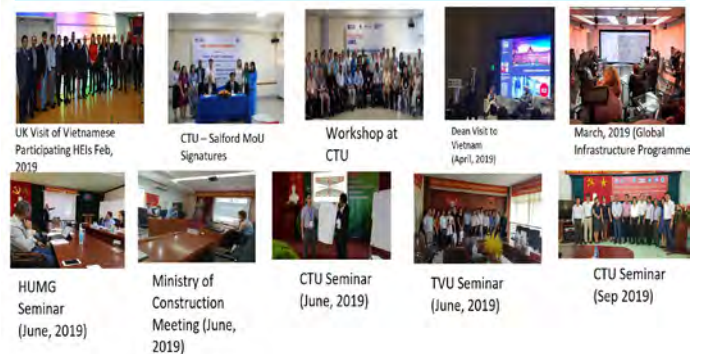 UK Visit of Vietnamese
Participating HEIs Feb,
2019
CTU – Salford MoU
Signatures
Workshop at
CTU
Dean Visit to
Vietnam
(April, 2019)
March, 2019 (Global
Infrastructure Programme
HUMG
Seminar
(June, 2019)
Ministry of
Construction
Meeting (June,
2019)
CTU Seminar
(June, 2019)
TVU Seminar
(June, 2019)
CTU Seminar
(Sep 2019)